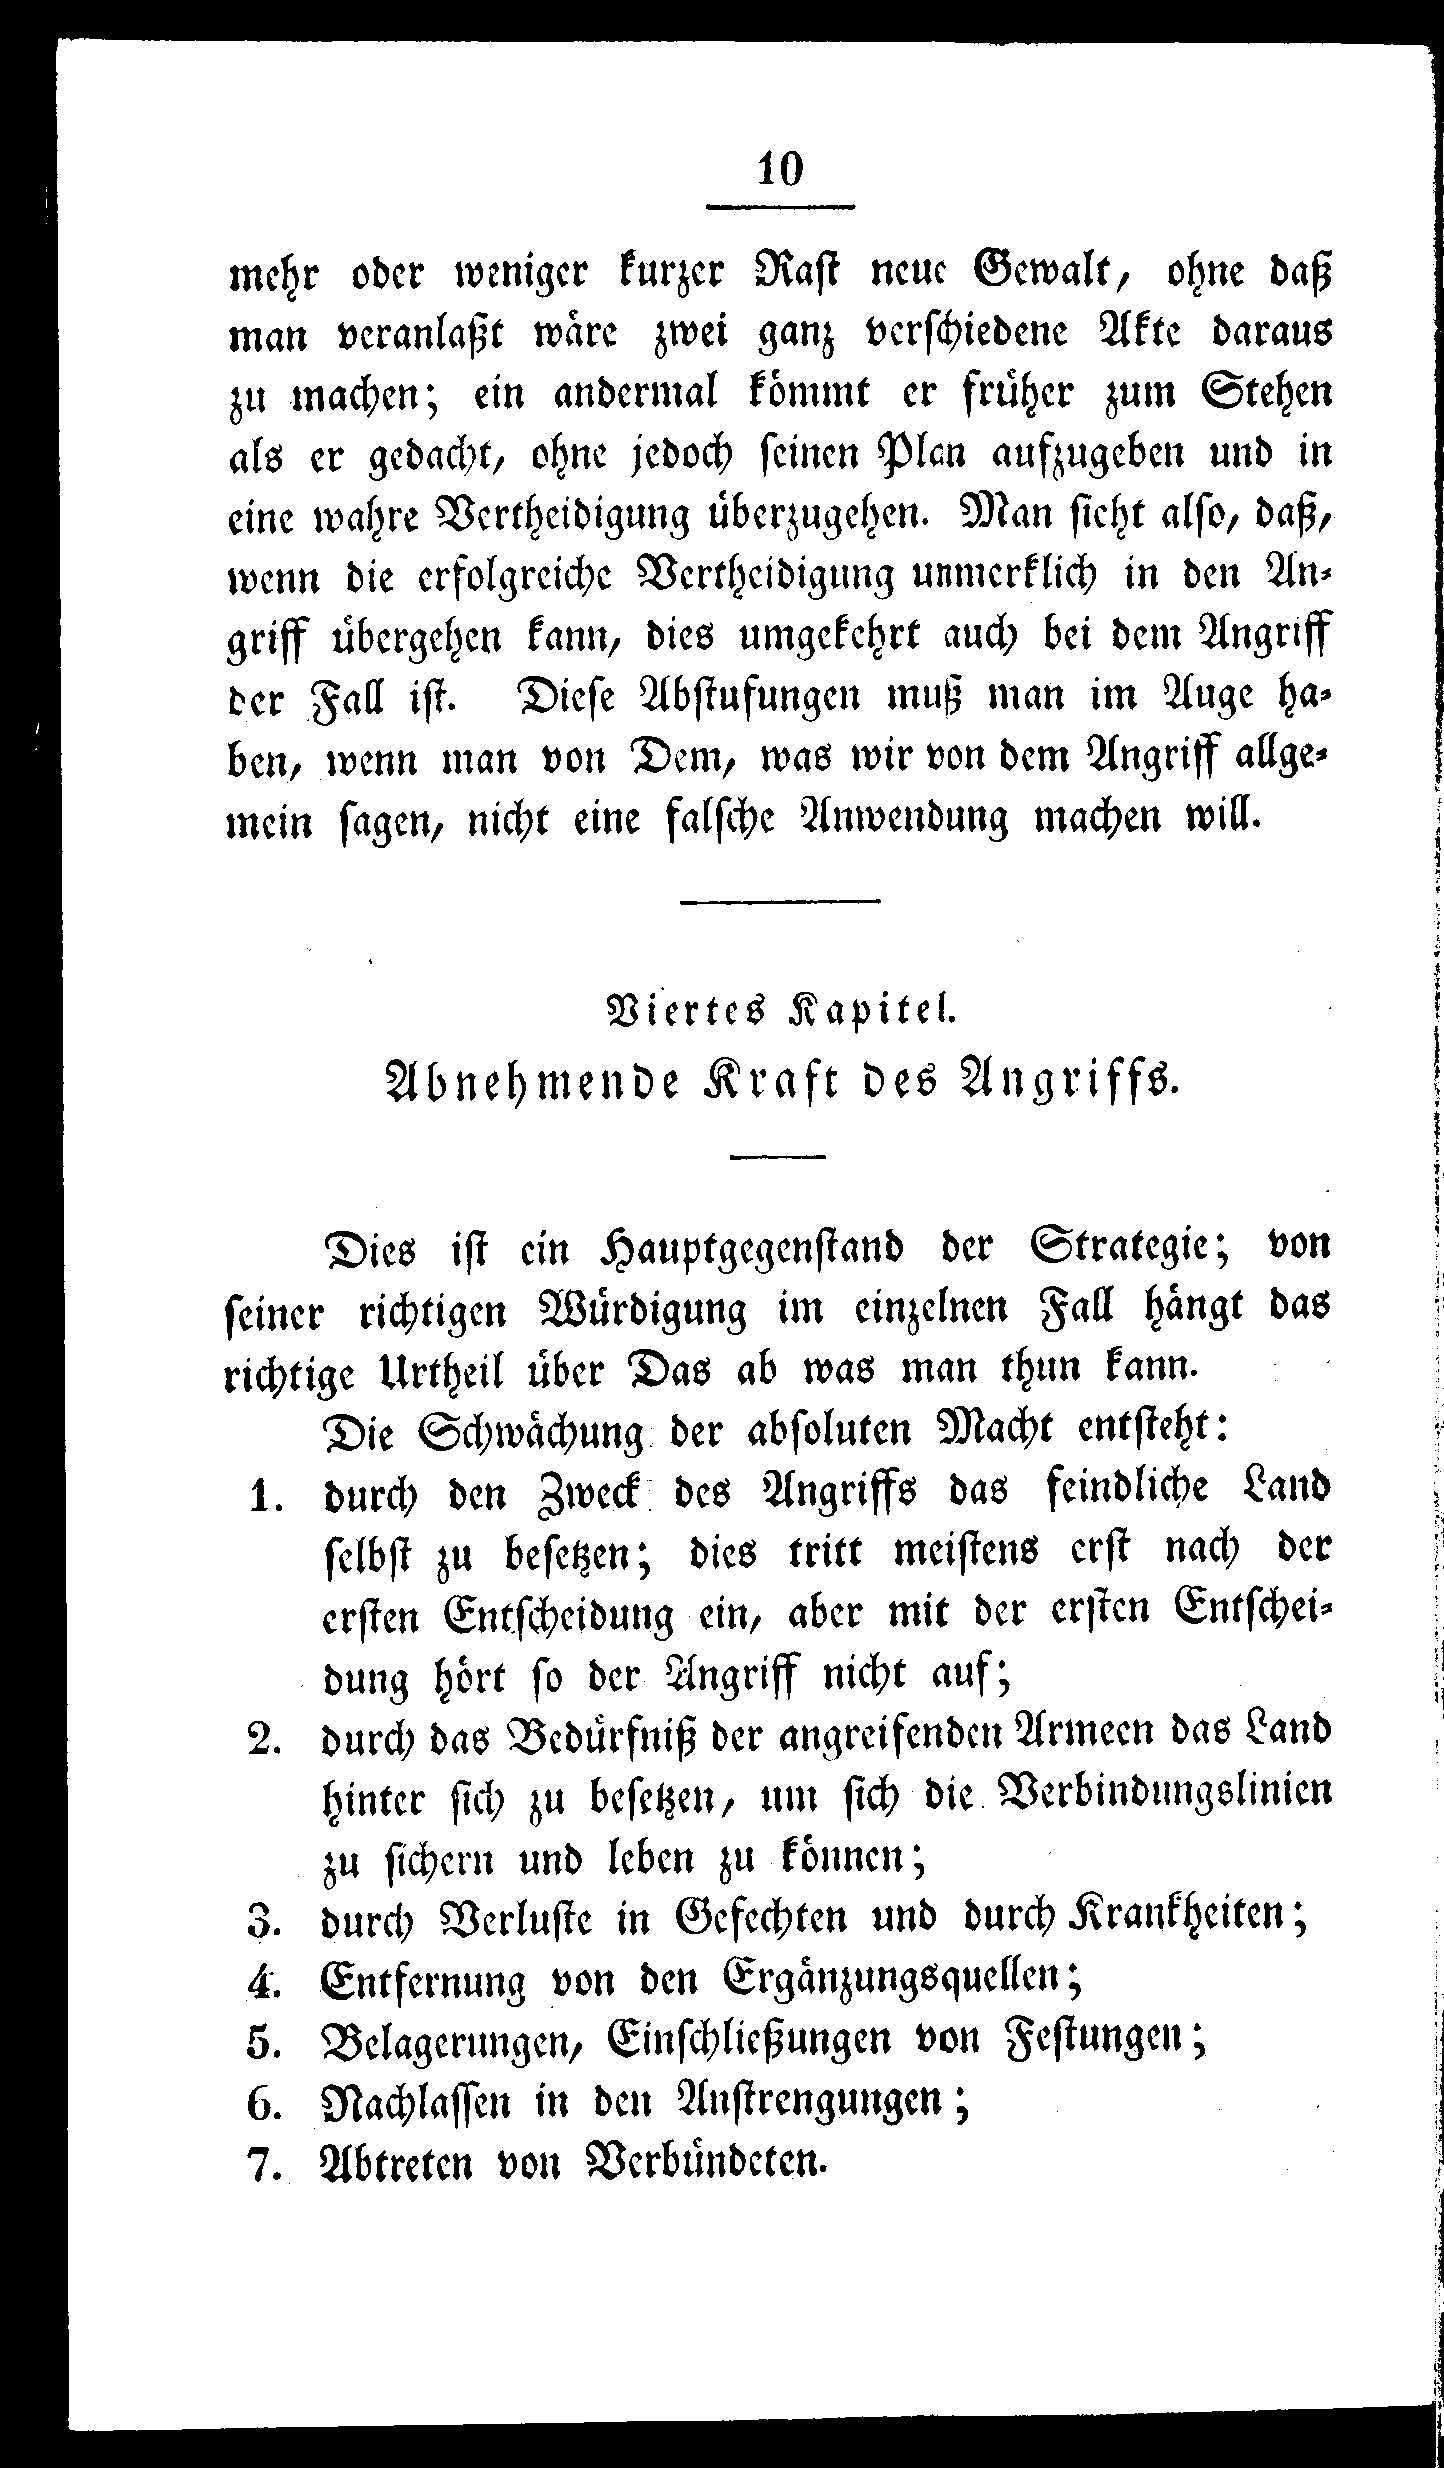 10
mehr oder weniger kurzer Rast neue Gewalt, ohne daß
man veranlaßt wäre zwei ganz verschiedene Akte daraus
zu machen; ein andermal kömmt er früher zum Stehen
als er gedacht, ohne jedoch seinen Plan aufzugeben und in
eine wahre Vertheidigung überzugehen. Man sieht also, daß,
wenn die erfolgreiche Vertheidigung unmerklich in den An-
griff übergehen kann, dies umgekehrt auch bei dem Angriff
der Fall ist. Diese Abstufungen muß man im Auge ha-
ben, wenn man von Dem, was wir von dem Angriff allge-
mein sagen, nicht eine falsche Anwendung machen will.
Viertes Kapitel.
Abnehmende Kraft des Angriffs.
Dies ist ein Hauptgegenstand der Strategie; von
seiner richtigen Würdigung im einzelnen Fall hängt das
richtige Urtheil über Das ab was man thun kann.
Die Schwächung der absoluten Macht entsteht:
1. durch den Zweck des Angriffs das feindliche Land
selbst zu besetzen; dies tritt meistens erst nach der
ersten Entscheidung ein, aber mit der ersten Entschei-
dung hört so der Angriff nicht auf;
2. durch das Bedürfniß der angreifenden Armeen das Land
hinter sich zu besetzen, um sich die Verbindungslinien
zu sichern und leben zu können;
3. durch Verluste in Gefechten und durch Krankheiten;
4. Entfernung von den Ergänzungsquellen;
5. Belagerungen, Einschließungen von Festungen;
6. Nachlassen in den Anstrengungen;
7. Abtreten von Verbündeten.